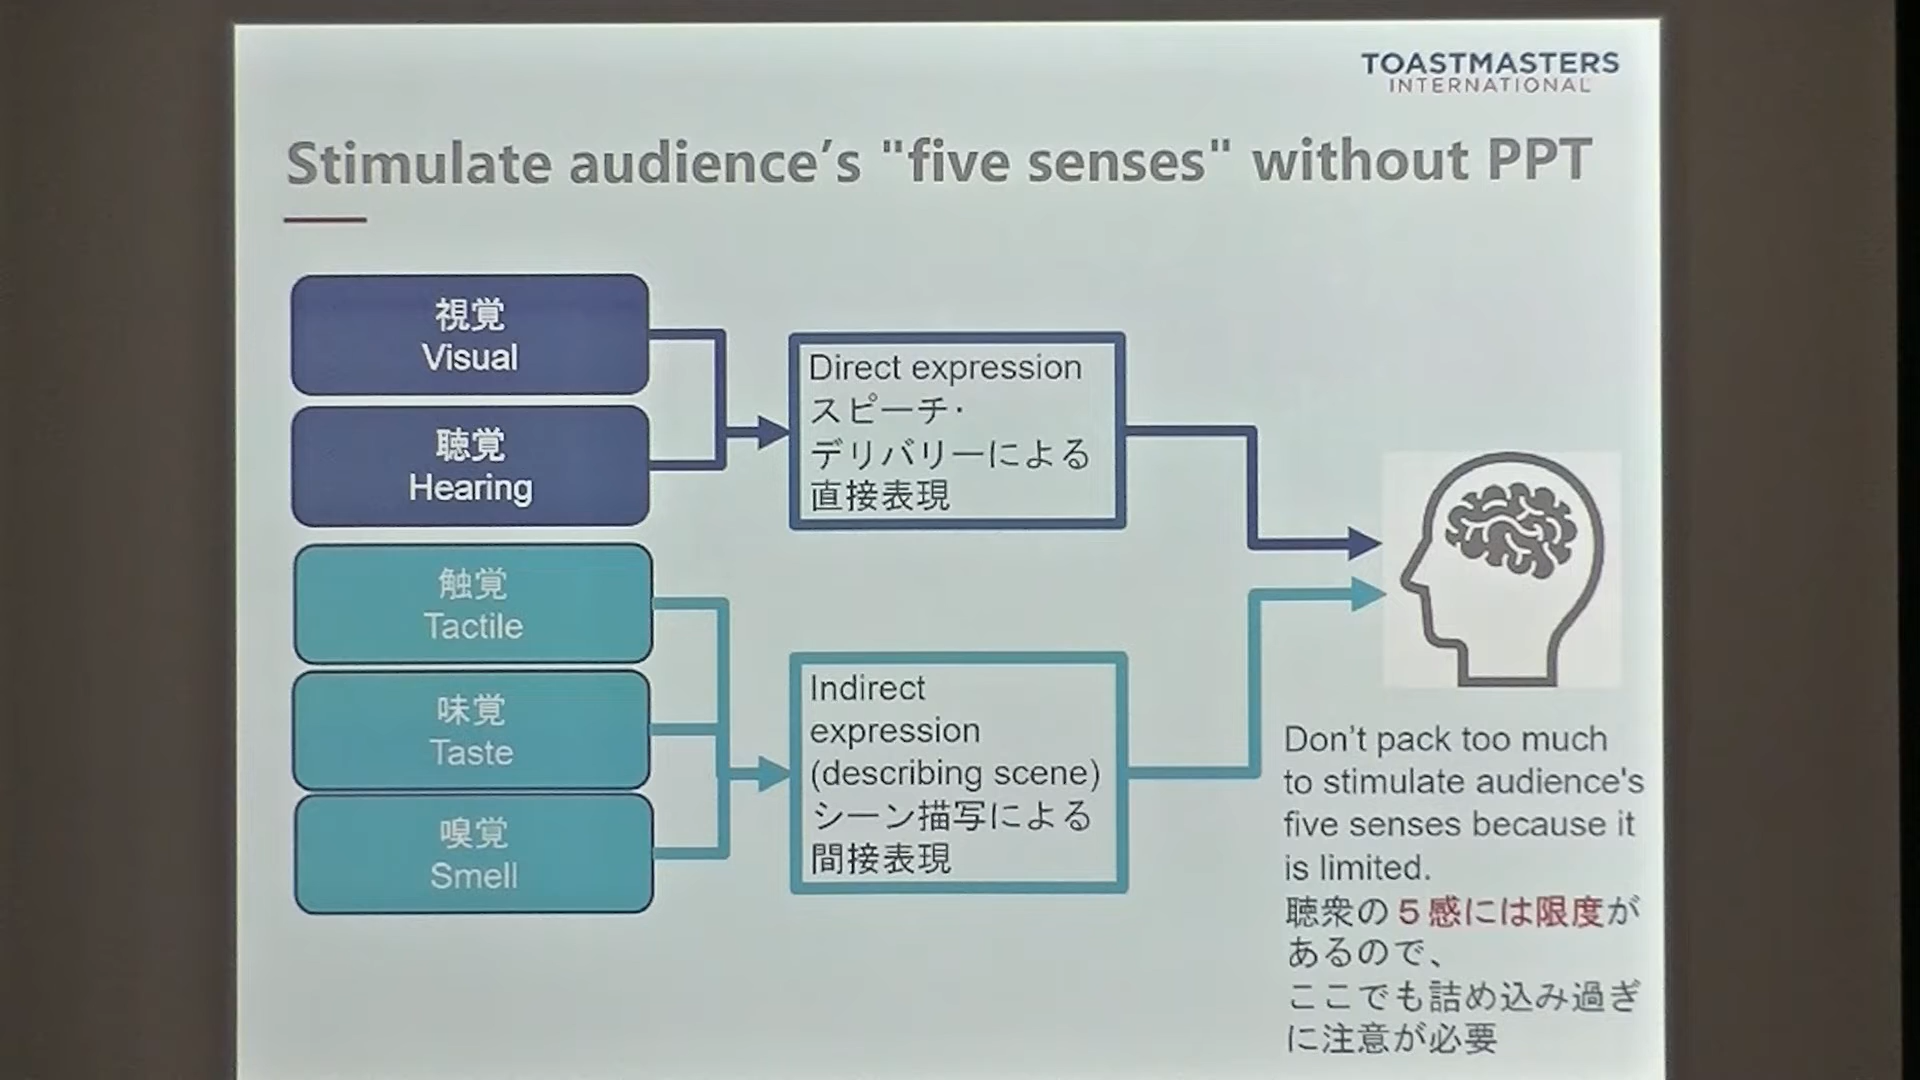 TOASTMASTERS
INTERNATIONAL
Stimulate audience’s "five senses" without PPT
視覚
Visual
聴覚
Hearing
触覚
Tactile
味覚
Taste
嗅覚
Smell
Direct expression
スピーチ・
デリバリーによる
直接表現
Indirect
expression
(describing scene)
シーン描写による
間接表現
Don’t pack too much
to stimulate audience's
five senses because it
is limited.
聴衆の５感には限度が
あるので、
ここでも詰め込み過ぎ
に注意が必要